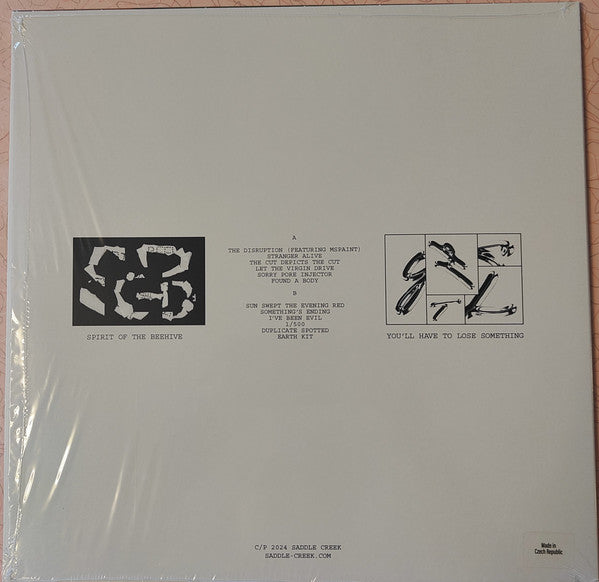 A
THE DISRUPTION (FEATURING MSPAINT)
STRANGER ALIVE
THE CUT DEPICTS THE CUT
LET THE VIRGIN DRIVE
SORRY PORE INJECTOR
FOUND A BODY
B
SUN SWEPT THE EVENING RED
SOMETHING'S ENDING
I'VE BEEN EVIL
1/500
DUPLICATE SPOTTED
EARTH KIT
SPIRIT OF THE BEEHIVE
YOU'LL HAVE TO LOSE SOMETHING
C/P 2024 SADDLE CREEK
SADDLE-CREEK.COM
Made in
Czech Republic